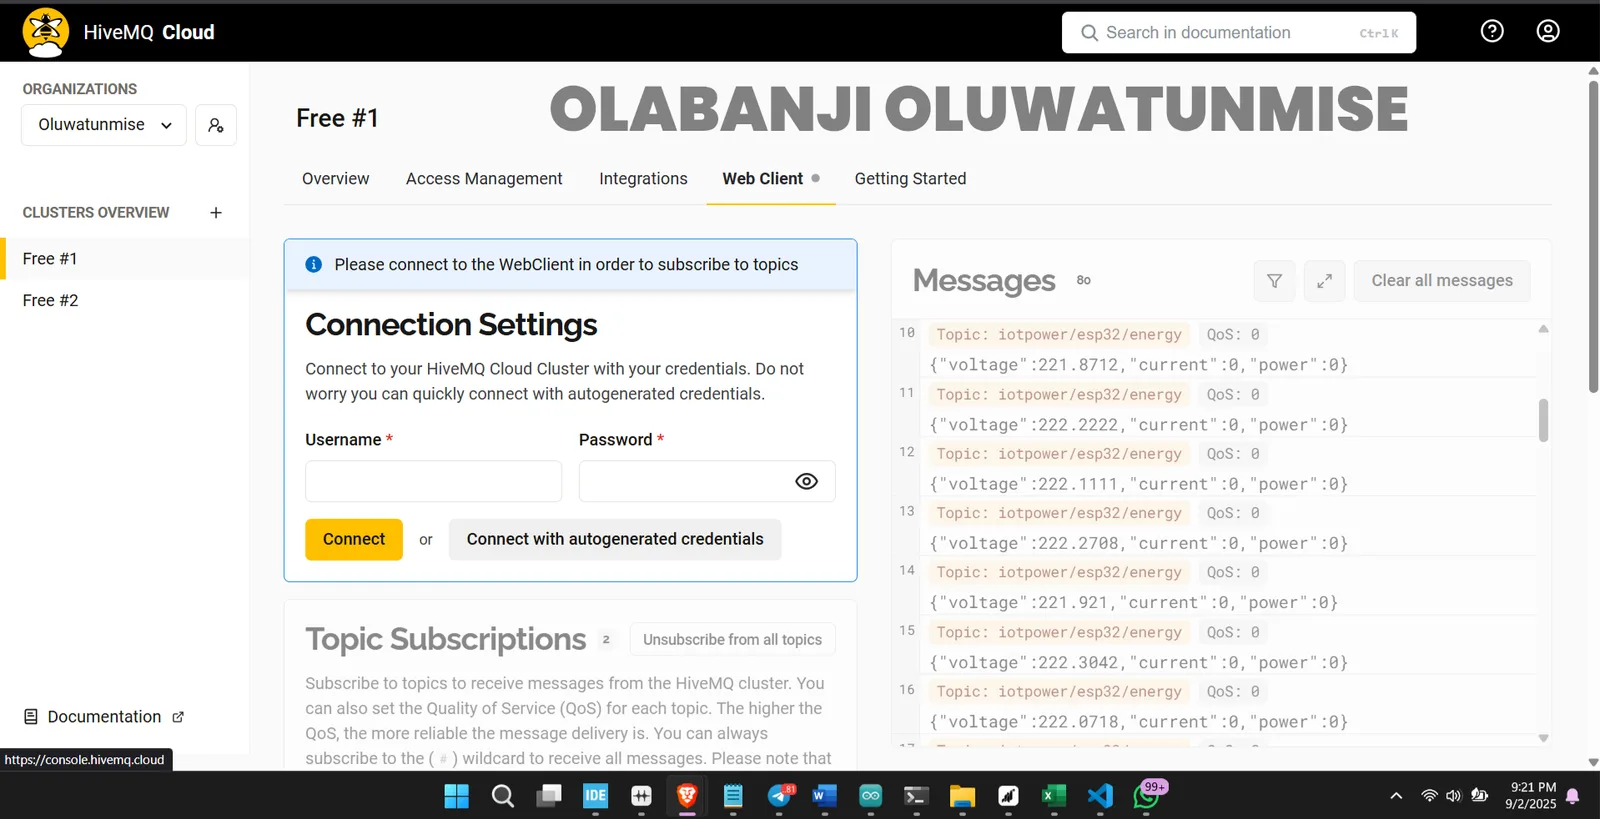 HiveMQ Cloud
Search in documentation
Ctrl K
ORGANIZATIONS
Oluwatunmise
CLUSTERS OVERVIEW
+
Free #1
Free #2
Documentation
https://console.hivemq.cloud
Free #1
OLABANJI OLUWATUNMISE
Overview
Access Management
Integrations
Web Client
Getting Started
Please connect to the WebClient in order to subscribe to topics
Connection Settings
Connect to your HiveMQ Cloud Cluster with your credentials. Do not
worry you can quickly connect with autogenerated credentials.
Username *
Password *
Connect
or
Connect with autogenerated credentials
Topic Subscriptions 2
Unsubscribe from all topics
Subscribe to topics to receive messages from the HiveMQ cluster. You
can also set the Quality of Service (QoS) for each topic. The higher the
QoS, the more reliable the message delivery is. You can always
subscribe to the ( # ) wildcard to receive all messages. Please note that
Messages 80
Clear all messages
10 Topic: iotpower/esp32/energy QoS: 0
{"voltage":221.8712,"current":0,"power":0}
11 Topic: iotpower/esp32/energy QoS: 0
{"voltage":222.2222,"current":0,"power":0}
12 Topic: iotpower/esp32/energy QoS: 0
{"voltage":222.1111,"current":0,"power":0}
13 Topic: iotpower/esp32/energy QoS: 0
{"voltage":222.2708,"current":0,"power":0}
14 Topic: iotpower/esp32/energy QoS: 0
{"voltage":221.921,"current":0,"power":0}
15 Topic: iotpower/esp32/energy QoS: 0
{"voltage":222.3042,"current":0,"power":0}
16 Topic: iotpower/esp32/energy QoS: 0
{"voltage":222.0718,"current":0,"power":0}
IDE
81
99+
9:21 PM
9/2/2025